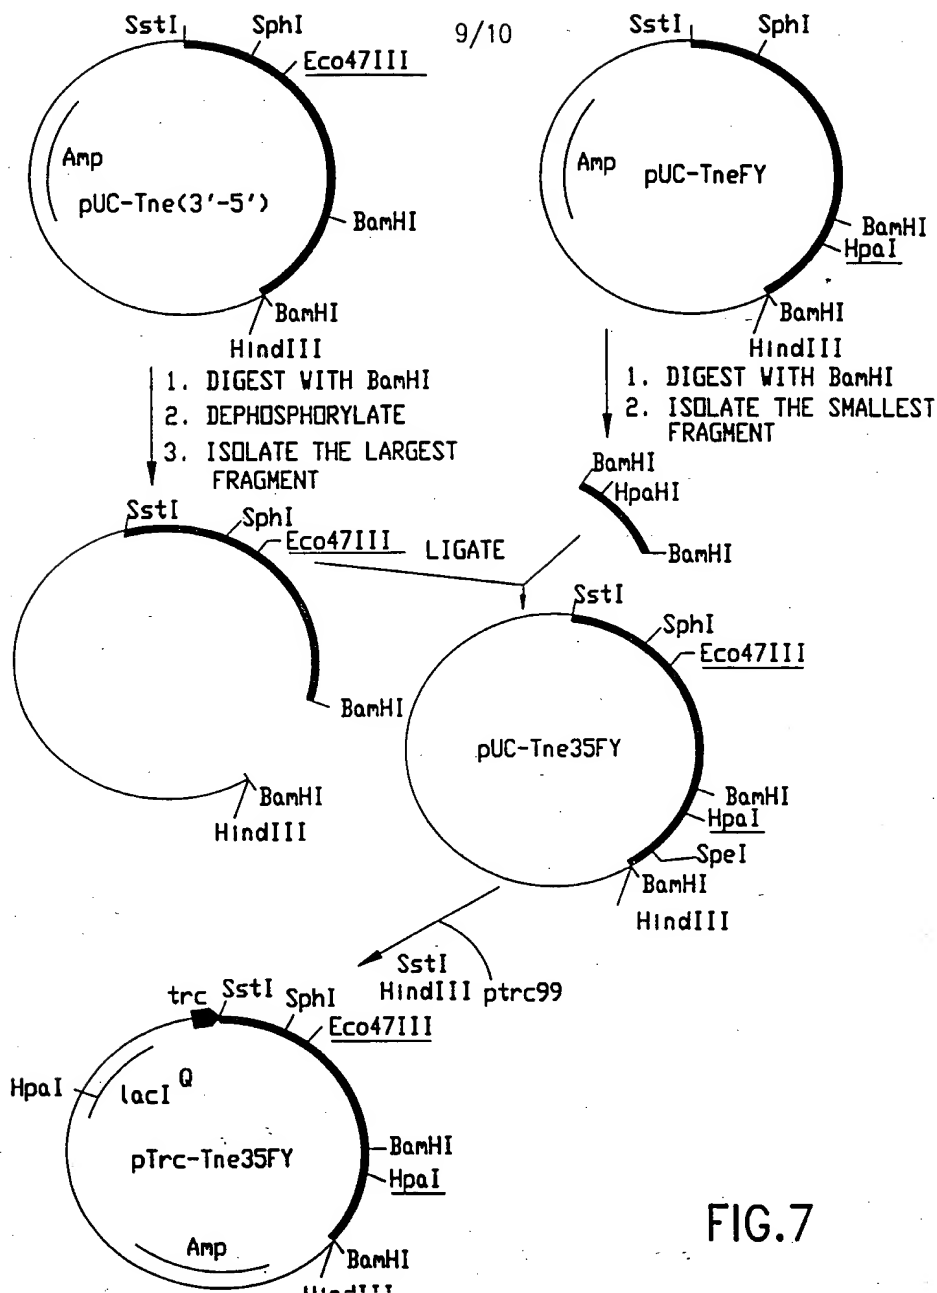 9/10
SstI
SphI
Eco47III
Amp
pUC-Tne(3'-5')
BamHI
BamHI
HindIII
SstI
SphI
Amp
pUC-TneFY
BamHI
HpaI
BamHI
HindIII
1. DIGEST WITH BamHI
2. DEPHOSPHORYLATE
3. ISOLATE THE LARGEST
FRAGMENT
1. DIGEST WITH BamHI
2. ISOLATE THE SMALLEST
FRAGMENT
SstI
SphI
Eco47III
BamHI
BamHI
HindIII
LIGATE
BamHI
HpaHI
BamHI
SstI
SphI
Eco47III
pUC-Tne35FY
BamHI
HpaI
SpeI
BamHI
HindIII
SstI
HindIII
ptrc99
trc
SstI
SphI
Eco47III
HpaI
lacI Q
pTrc-Tne35FY
BamHI
HpaI
Amp
BamHI
HindIII
FIG.7